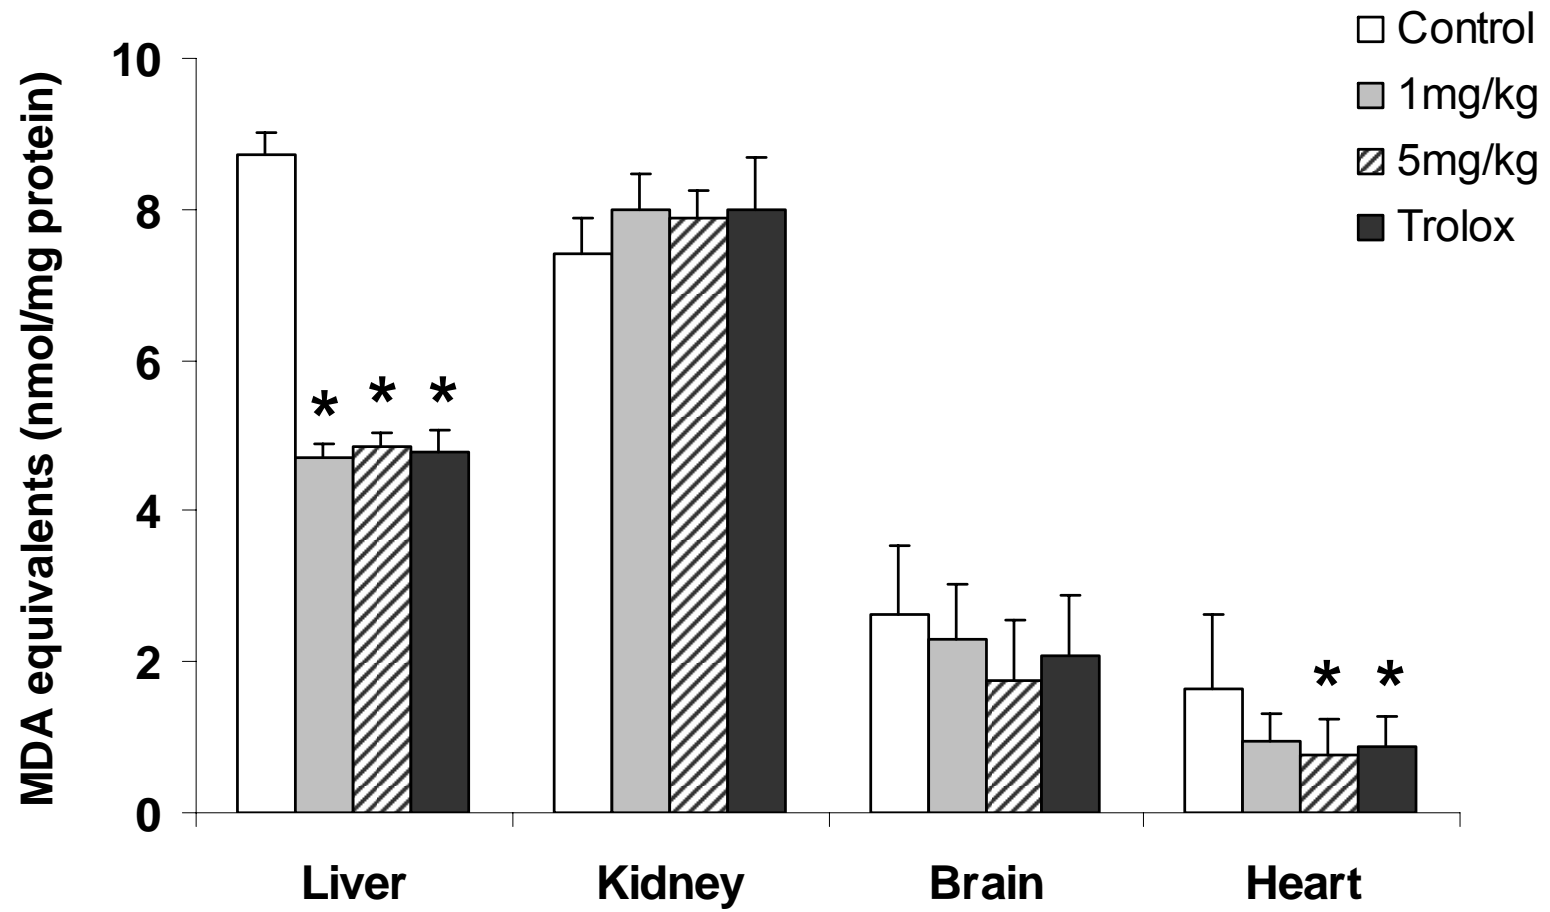 Control
1mg/kg
5mg/kg
Trolox
MDA equivalents (nmol/mg protein)
10
8
6
4
2
0
* * *
* *
Liver Kidney Brain Heart